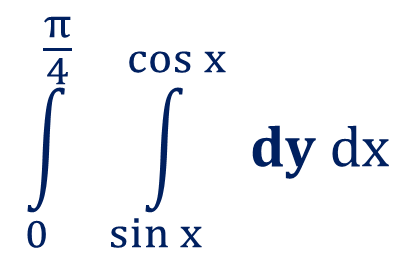 π/4 cos x
∫ ∫ dy dx
0 sin x